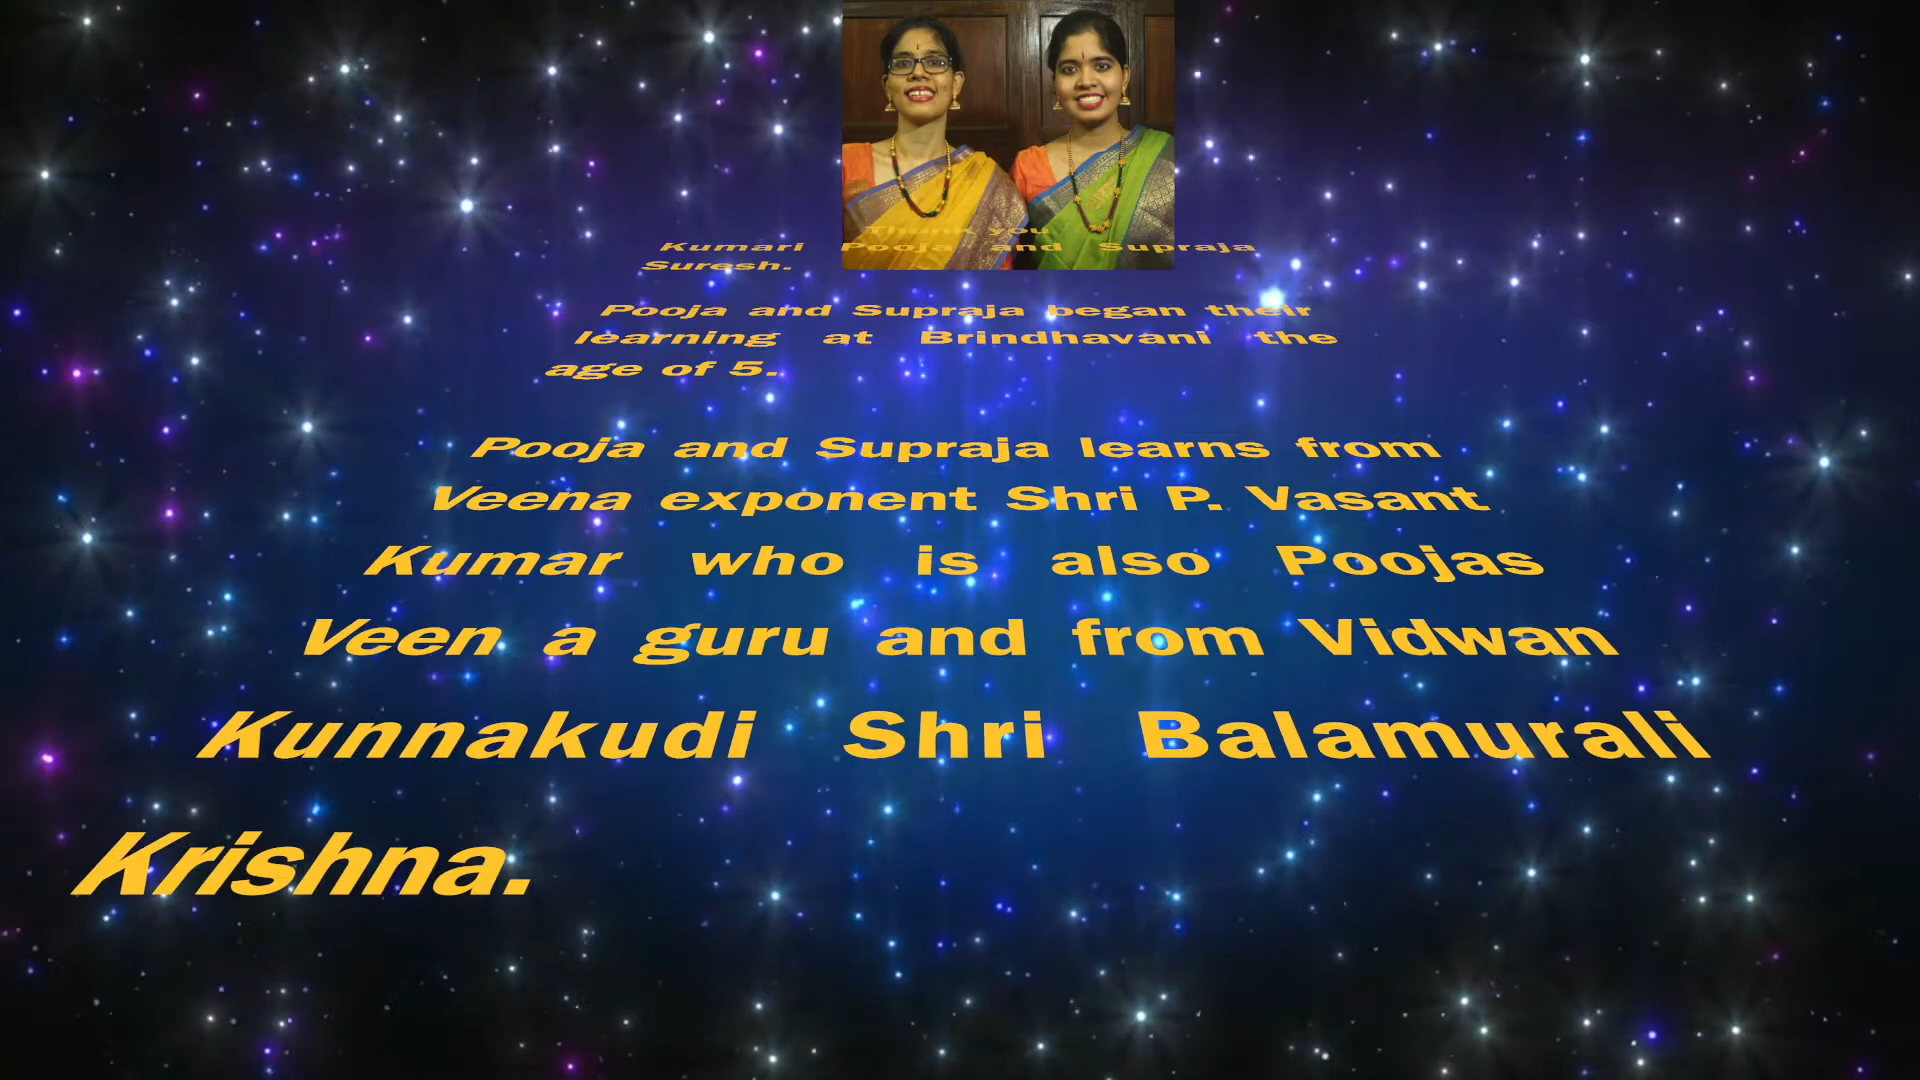 Thank you
Kumari Pooja and Supraja
Suresh.
Pooja and Supraja began their
learning at Brindhavani the
age of 5.
Pooja and Supraja learns from
Veena exponent Shri P. Vasant
Kumar who is also Poojas
Veen a guru and from Vidwan
Kunnakudi Shri Balamurali
Krishna.